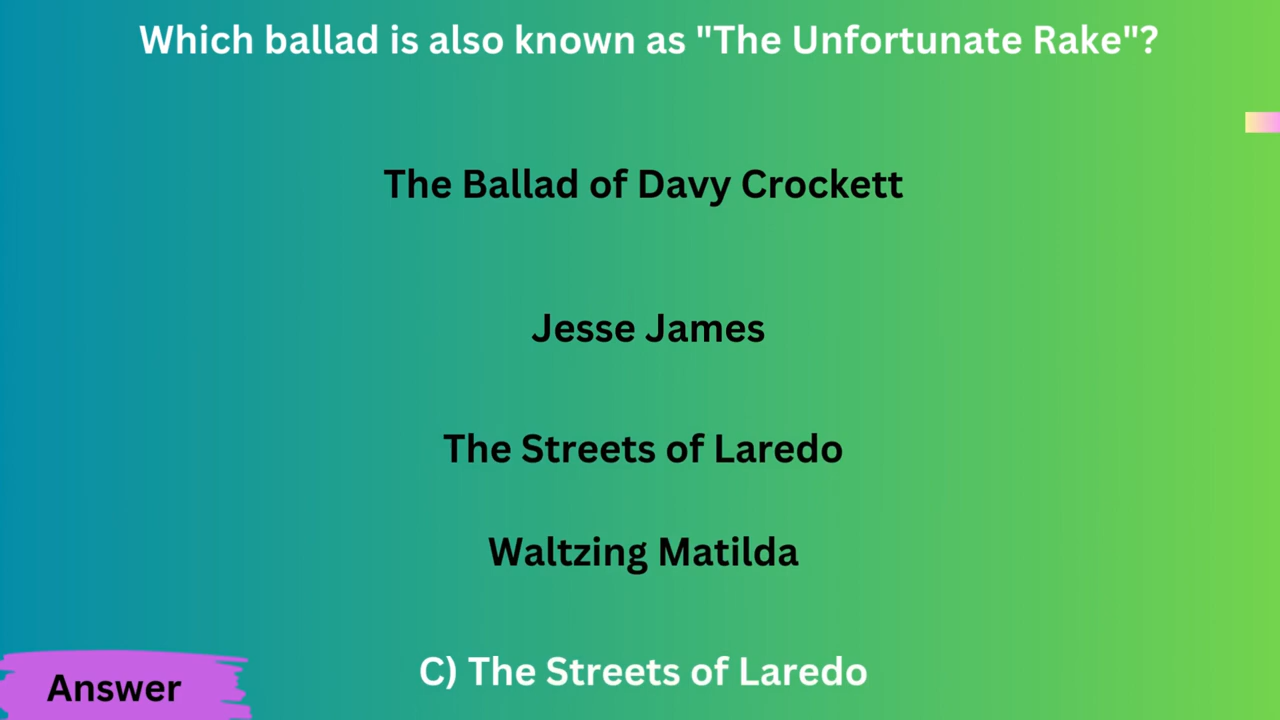 Which ballad is also known as "The Unfortunate Rake"?
The Ballad of Davy Crockett
Jesse James
The Streets of Laredo
Waltzing Matilda
Answer
C) The Streets of Laredo